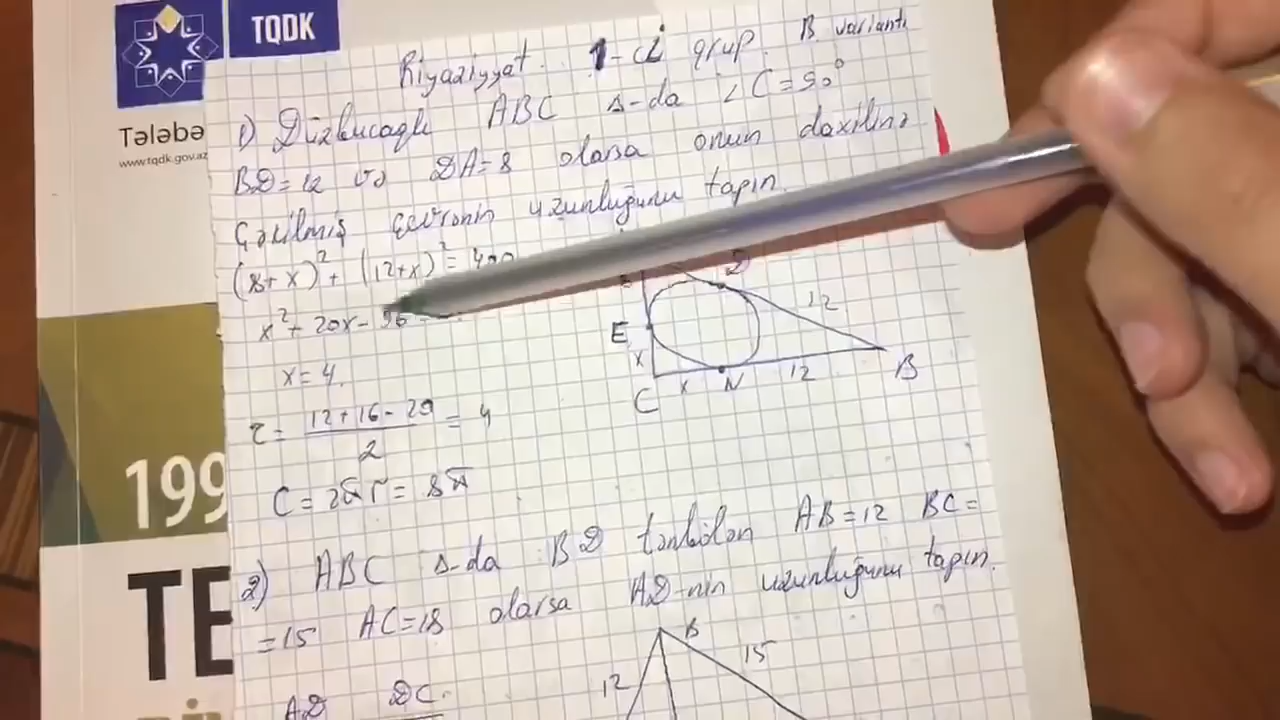 TQDK
Tələbə
www.tqdk.gov.az
Riyaziyyat. 1-ci qrup. B variantı
1) Düzbucaqlı ABC Δ-da ∠C=90°
BD=12 və DA=8 olarsa onun daxilinə
Çəkilmiş çevrənin uzunluğunu tapın.
(8+x)²+(12+x)²=400
x²+20x-96
x=4.
r= 12+16-20 / 2 = 4
C=2πr=8π
D
12
E
x
C x N 12 B
199
TE
2) ABC Δ-da BD tənbölən AB=12 BC=
=15 AC=18 olarsa AD-nin uzunluğunu tapın.
B
15
12
AD DC